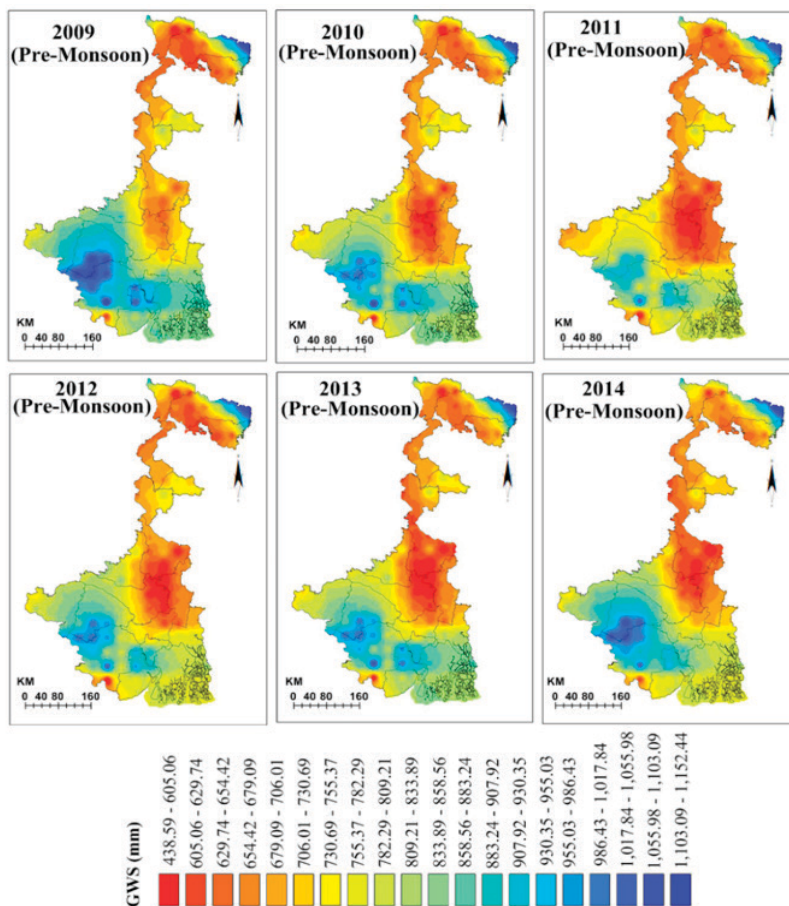 2009
(Pre-Monsoon)
2010
(Pre-Monsoon)
2011
(Pre-Monsoon)
KM
0 40 80 160
KM
0 40 80 160
KM
0 40 80 160
2012
(Pre-Monsoon)
2013
(Pre-Monsoon)
2014
(Pre-Monsoon)
KM
0 40 80 160
KM
0 40 80 160
KM
0 40 80 160
GWS (mm)
438.59 - 605.06
605.06 - 629.74
629.74 - 654.42
654.42 - 679.09
679.09 - 706.01
706.01 - 730.69
730.69 - 755.37
755.37 - 782.29
782.29 - 809.21
809.21 - 833.89
833.89 - 858.56
858.56 - 883.24
883.24 - 907.92
907.92 - 930.35
930.35 - 955.03
955.03 - 986.43
986.43 - 1,017.84
1,017.84 - 1,055.98
1,055.98 - 1,103.09
1,103.09 - 1,152.44